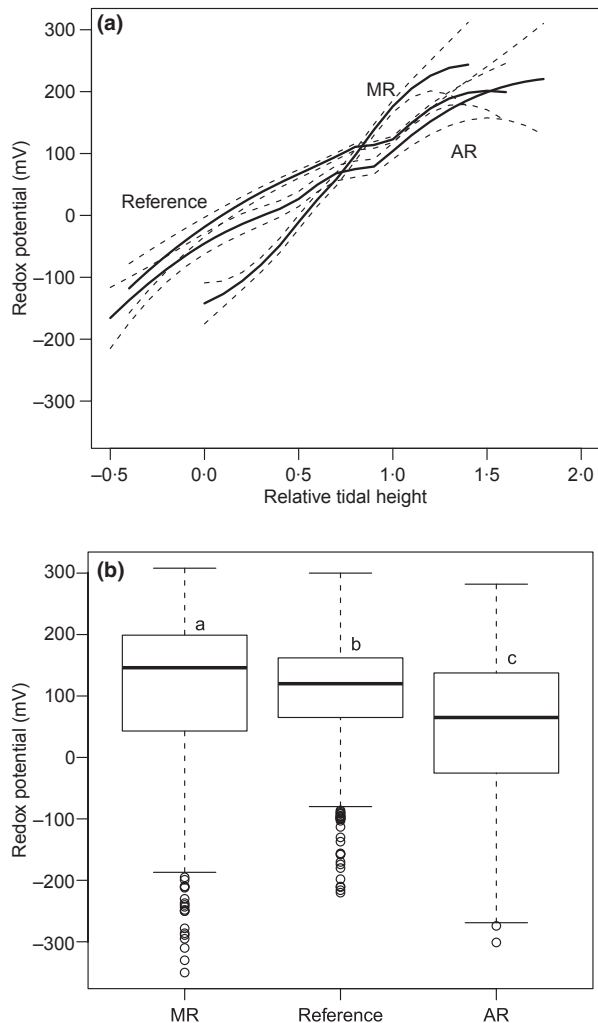 (a)
300
200
100
0
–100
–200
–300
Redox potential (mV)
MR
Reference
AR
–0·5
0·0
0·5
1·0
1·5
2·0
Relative tidal height
(b)
300
200
100
0
–100
–200
–300
Redox potential (mV)
a
b
c
MR
Reference
AR